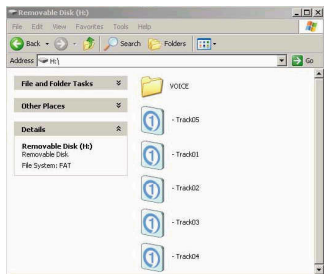 Removable Disk (H:)
File Edit View Favorites Tools Help
Back Search Folders
Address H:\ Go
File and Folder Tasks
Other Places
Details
Removable Disk (H:)
Removable Disk
File System: FAT
VOICE
- Track05
- Track01
- Track02
- Track03
- Track04